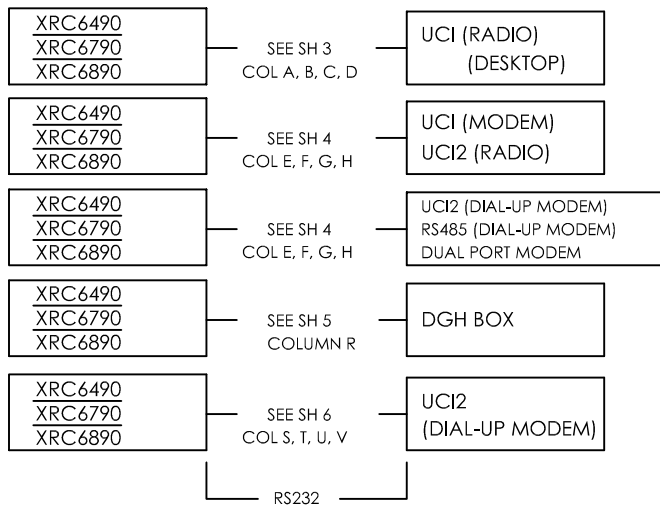 XRC6490
XRC6790
XRC6890
SEE SH 3
COL A, B, C, D
UCI (RADIO)
(DESKTOP)
XRC6490
XRC6790
XRC6890
SEE SH 4
COL E, F, G, H
UCI (MODEM)
UCI2 (RADIO)
XRC6490
XRC6790
XRC6890
SEE SH 4
COL E, F, G, H
UCI2 (DIAL-UP MODEM)
RS485 (DIAL-UP MODEM)
DUAL PORT MODEM
XRC6490
XRC6790
XRC6890
SEE SH 5
COLUMN R
DGH BOX
XRC6490
XRC6790
XRC6890
SEE SH 6
COL S, T, U, V
UCI2
(DIAL-UP MODEM)
RS232